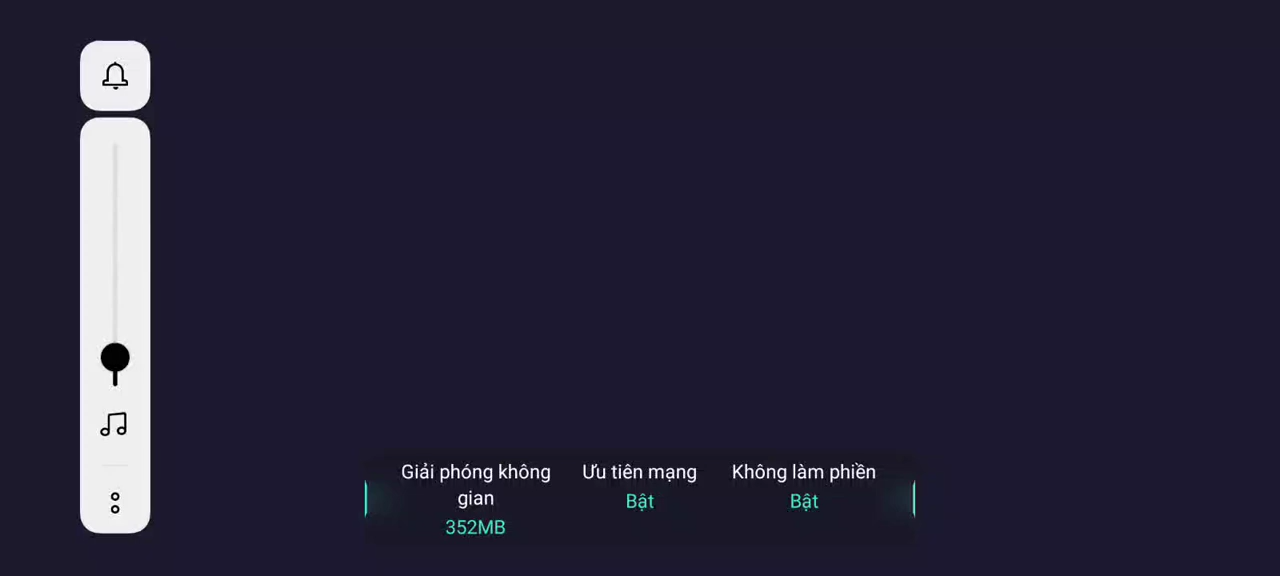 Giải phóng không
gian
352MB
Ưu tiên mạng
Bật
Không làm phiền
Bật